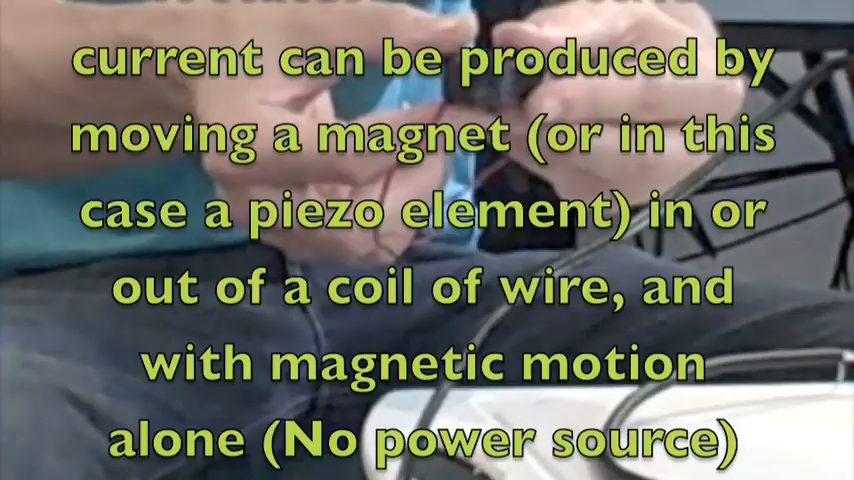 current can be produced by
moving a magnet (or in this
case a piezo element) in or
out of a coil of wire, and
with magnetic motion
alone (No power source)